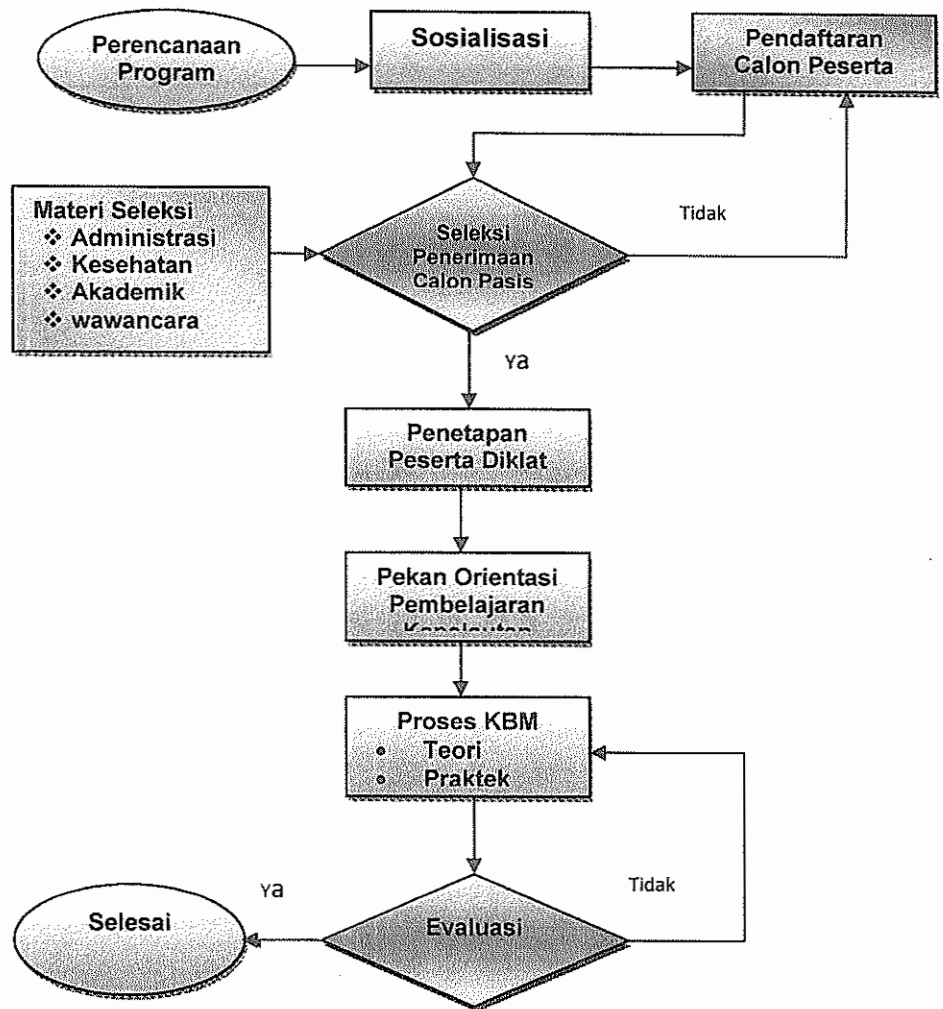 Perencanaan
Program
Sosialisasi
Pendaftaran
Calon Peserta
Materi Seleksi
❖ Administrasi
❖ Kesehatan
❖ Akademik
❖ wawancara
Seleksi
Penerimaan
Calon Pasis
Tidak
Ya
Penetapan
Peserta Diklat
Pekan Orientasi
Pembelajaran
Proses KBM
• Teori
• Praktek
Evaluasi
Tidak
Ya
Selesai